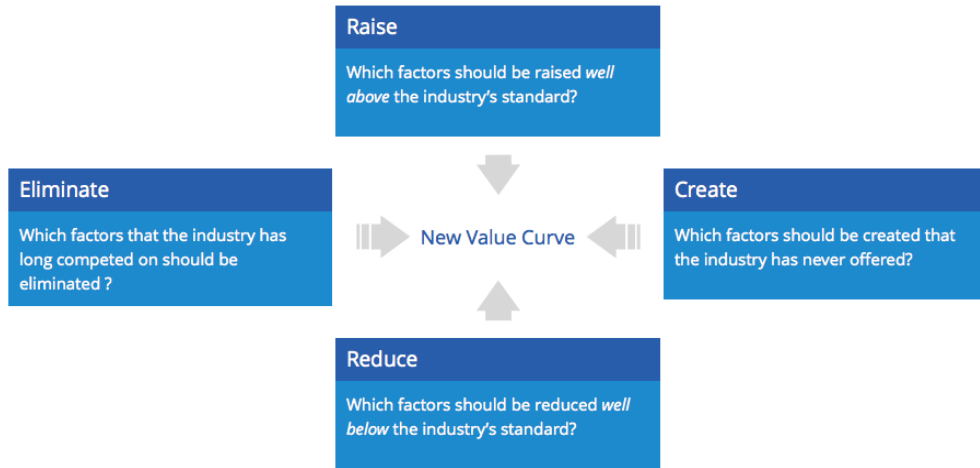 Raise
Which factors should be raised well
above the industry's standard?
Eliminate
Which factors that the industry has
long competed on should be
eliminated ?
New Value Curve
Create
Which factors should be created that
the industry has never offered?
Reduce
Which factors should be reduced well
below the industry's standard?